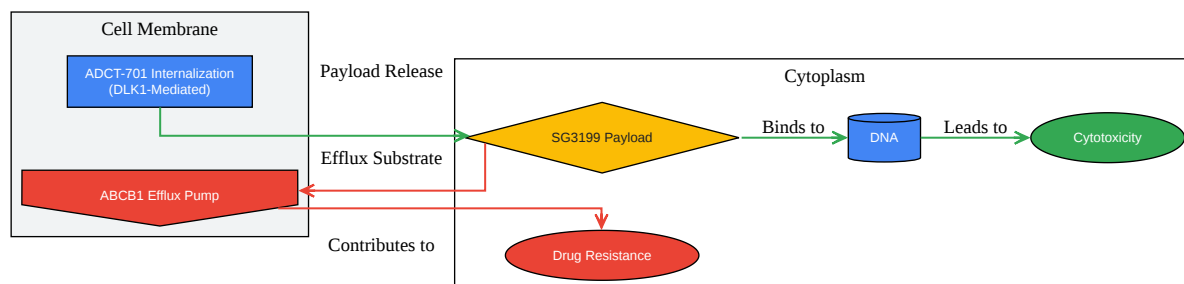 Cell Membrane
ADCT-701 Internalization
(DLK1-Mediated)
Payload Release
Cytoplasm
SG3199 Payload
Binds to
DNA
Leads to
Cytotoxicity
Efflux Substrate
ABCB1 Efflux Pump
Contributes to
Drug Resistance